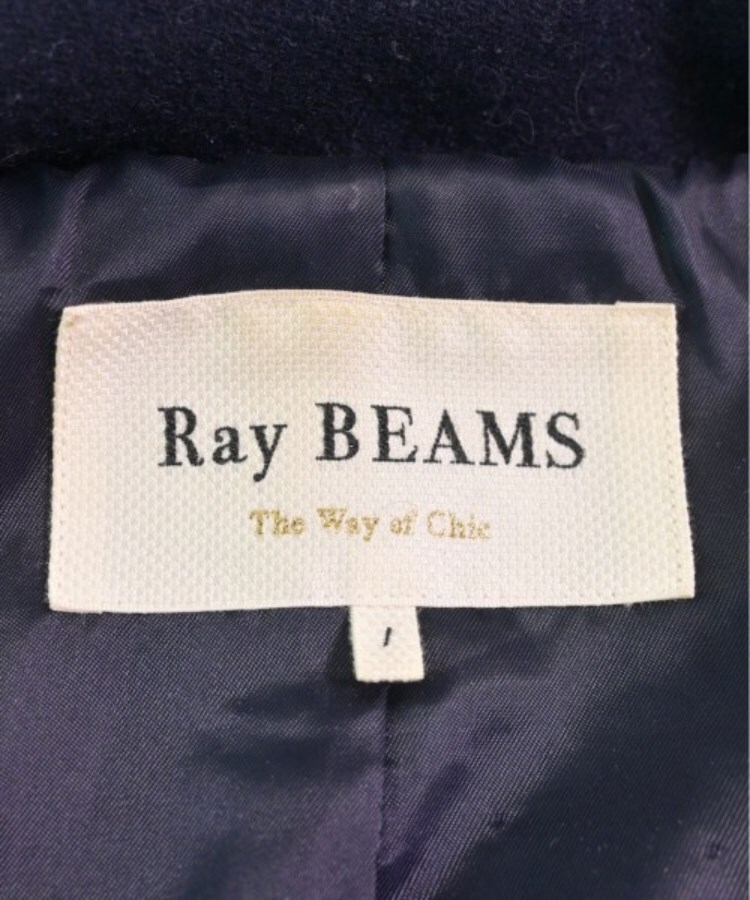 Ray BEAMS
The Way of Chic
1